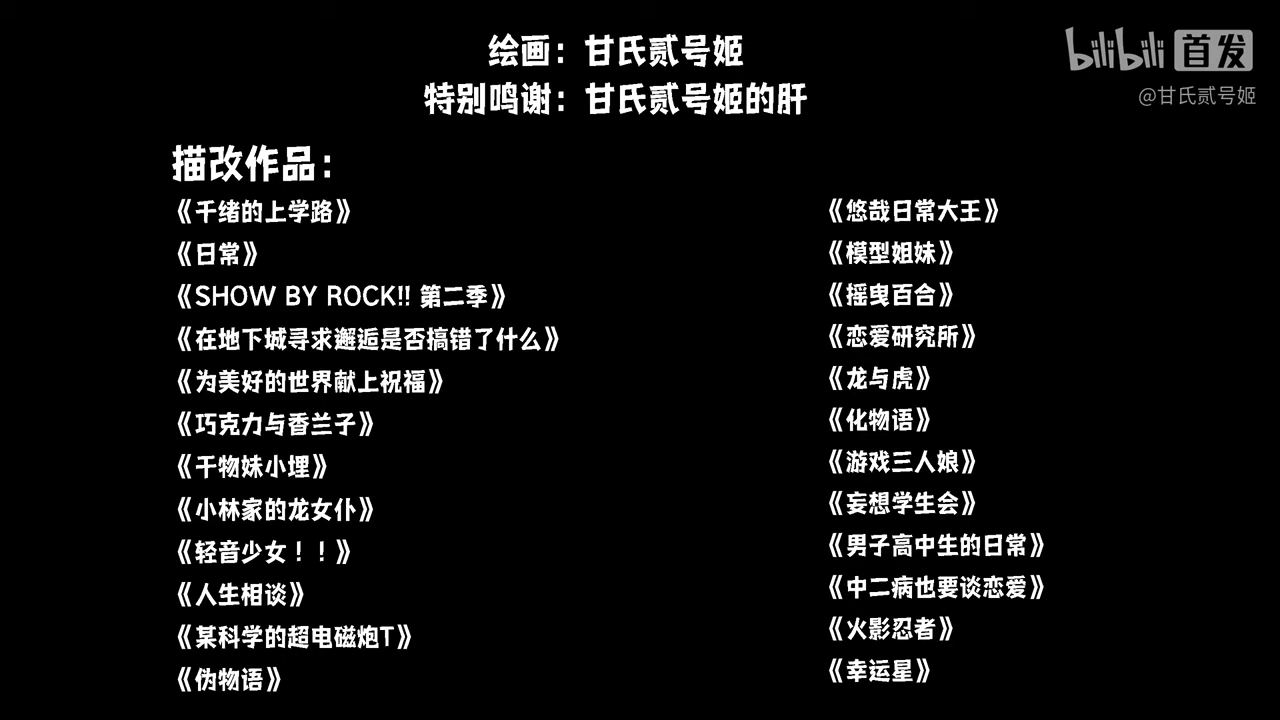 绘画：甘氏贰号姬
特别鸣谢：甘氏贰号姬的肝
bilibili 首发
@甘氏贰号姬
描改作品：
《千绪的上学路》
《日常》
《SHOW BY ROCK!! 第二季》
《在地下城寻求邂逅是否搞错了什么》
《为美好的世界献上祝福》
《巧克力与香兰子》
《干物妹小埋》
《小林家的龙女仆》
《轻音少女！！》
《人生相谈》
《某科学的超电磁炮T》
《伪物语》
《悠哉日常大王》
《模型姐妹》
《摇曳百合》
《恋爱研究所》
《龙与虎》
《化物语》
《游戏三人娘》
《妄想学生会》
《男子高中生的日常》
《中二病也要谈恋爱》
《火影忍者》
《幸运星》